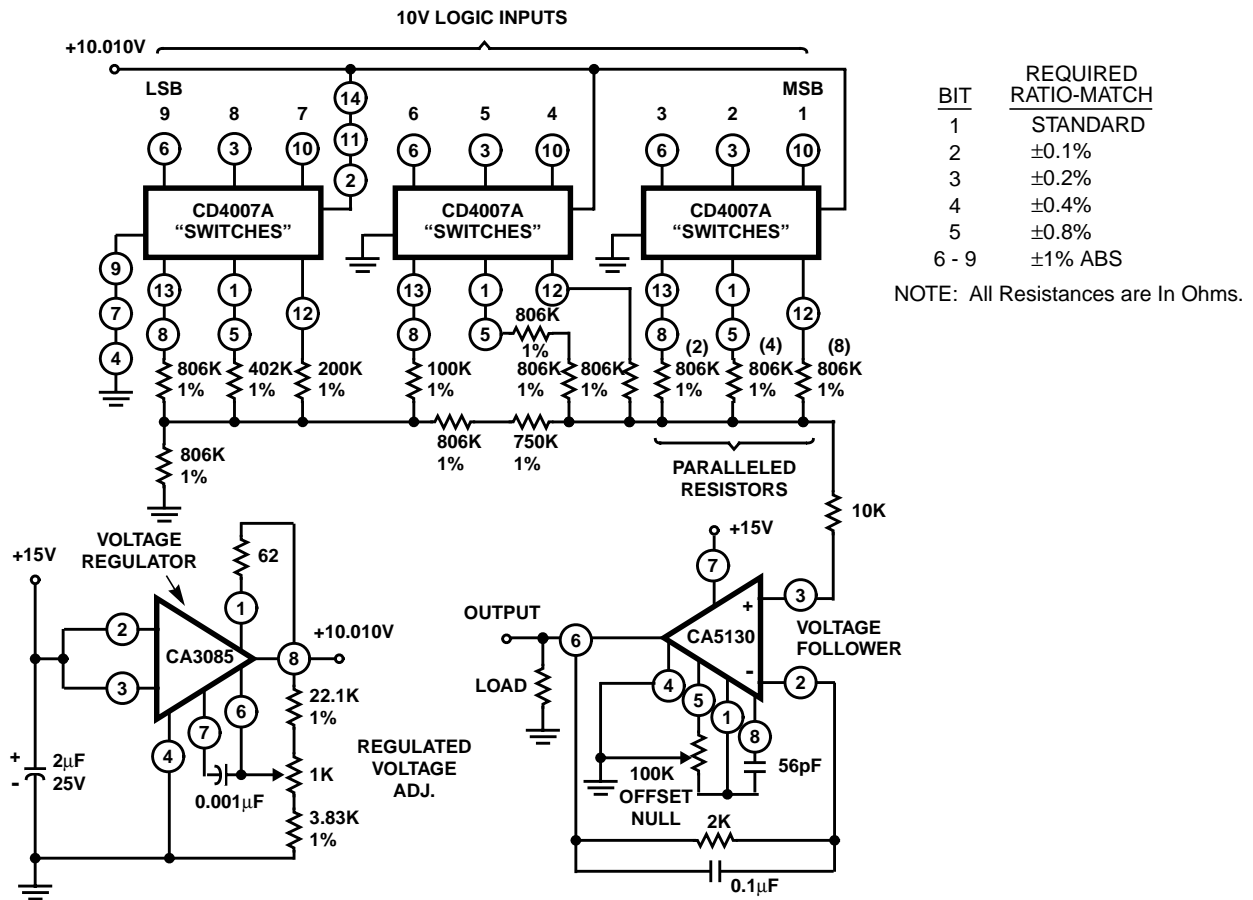 10V LOGIC INPUTS
+10.010V
LSB
MSB
9 8 7 6 5 4 3 2 1
14
11
2
6 3 10
6 3 10
6 3 10
CD4007A
“SWITCHES”
CD4007A
“SWITCHES”
CD4007A
“SWITCHES”
9
7
4
13 1 12
8 5
13 1 12
8 5
13 1 12
8 5
806K
1%
402K
1%
200K
1%
100K
1%
806K
1%
806K
1%
806K
1%
(2)
806K
1%
(4)
806K
1%
(8)
806K
1%
806K
1%
750K
1%
806K
1%
PARALLELED
RESISTORS
10K
BIT
REQUIRED
RATIO-MATCH
1 STANDARD
2 ±0.1%
3 ±0.2%
4 ±0.4%
5 ±0.8%
6 - 9 ±1% ABS
NOTE: All Resistances are In Ohms.
VOLTAGE
REGULATOR
+15V
62
1
2
3
CA3085
8
+10.010V
6
7
4
22.1K
1%
1K
3.83K
1%
0.001μF
+
-
2μF
25V
REGULATED
VOLTAGE
ADJ.
+15V
7
OUTPUT
6
LOAD
CA5130
+
-
3
2
VOLTAGE
FOLLOWER
4
5
1
8
56pF
100K
OFFSET
NULL
2K
0.1μF